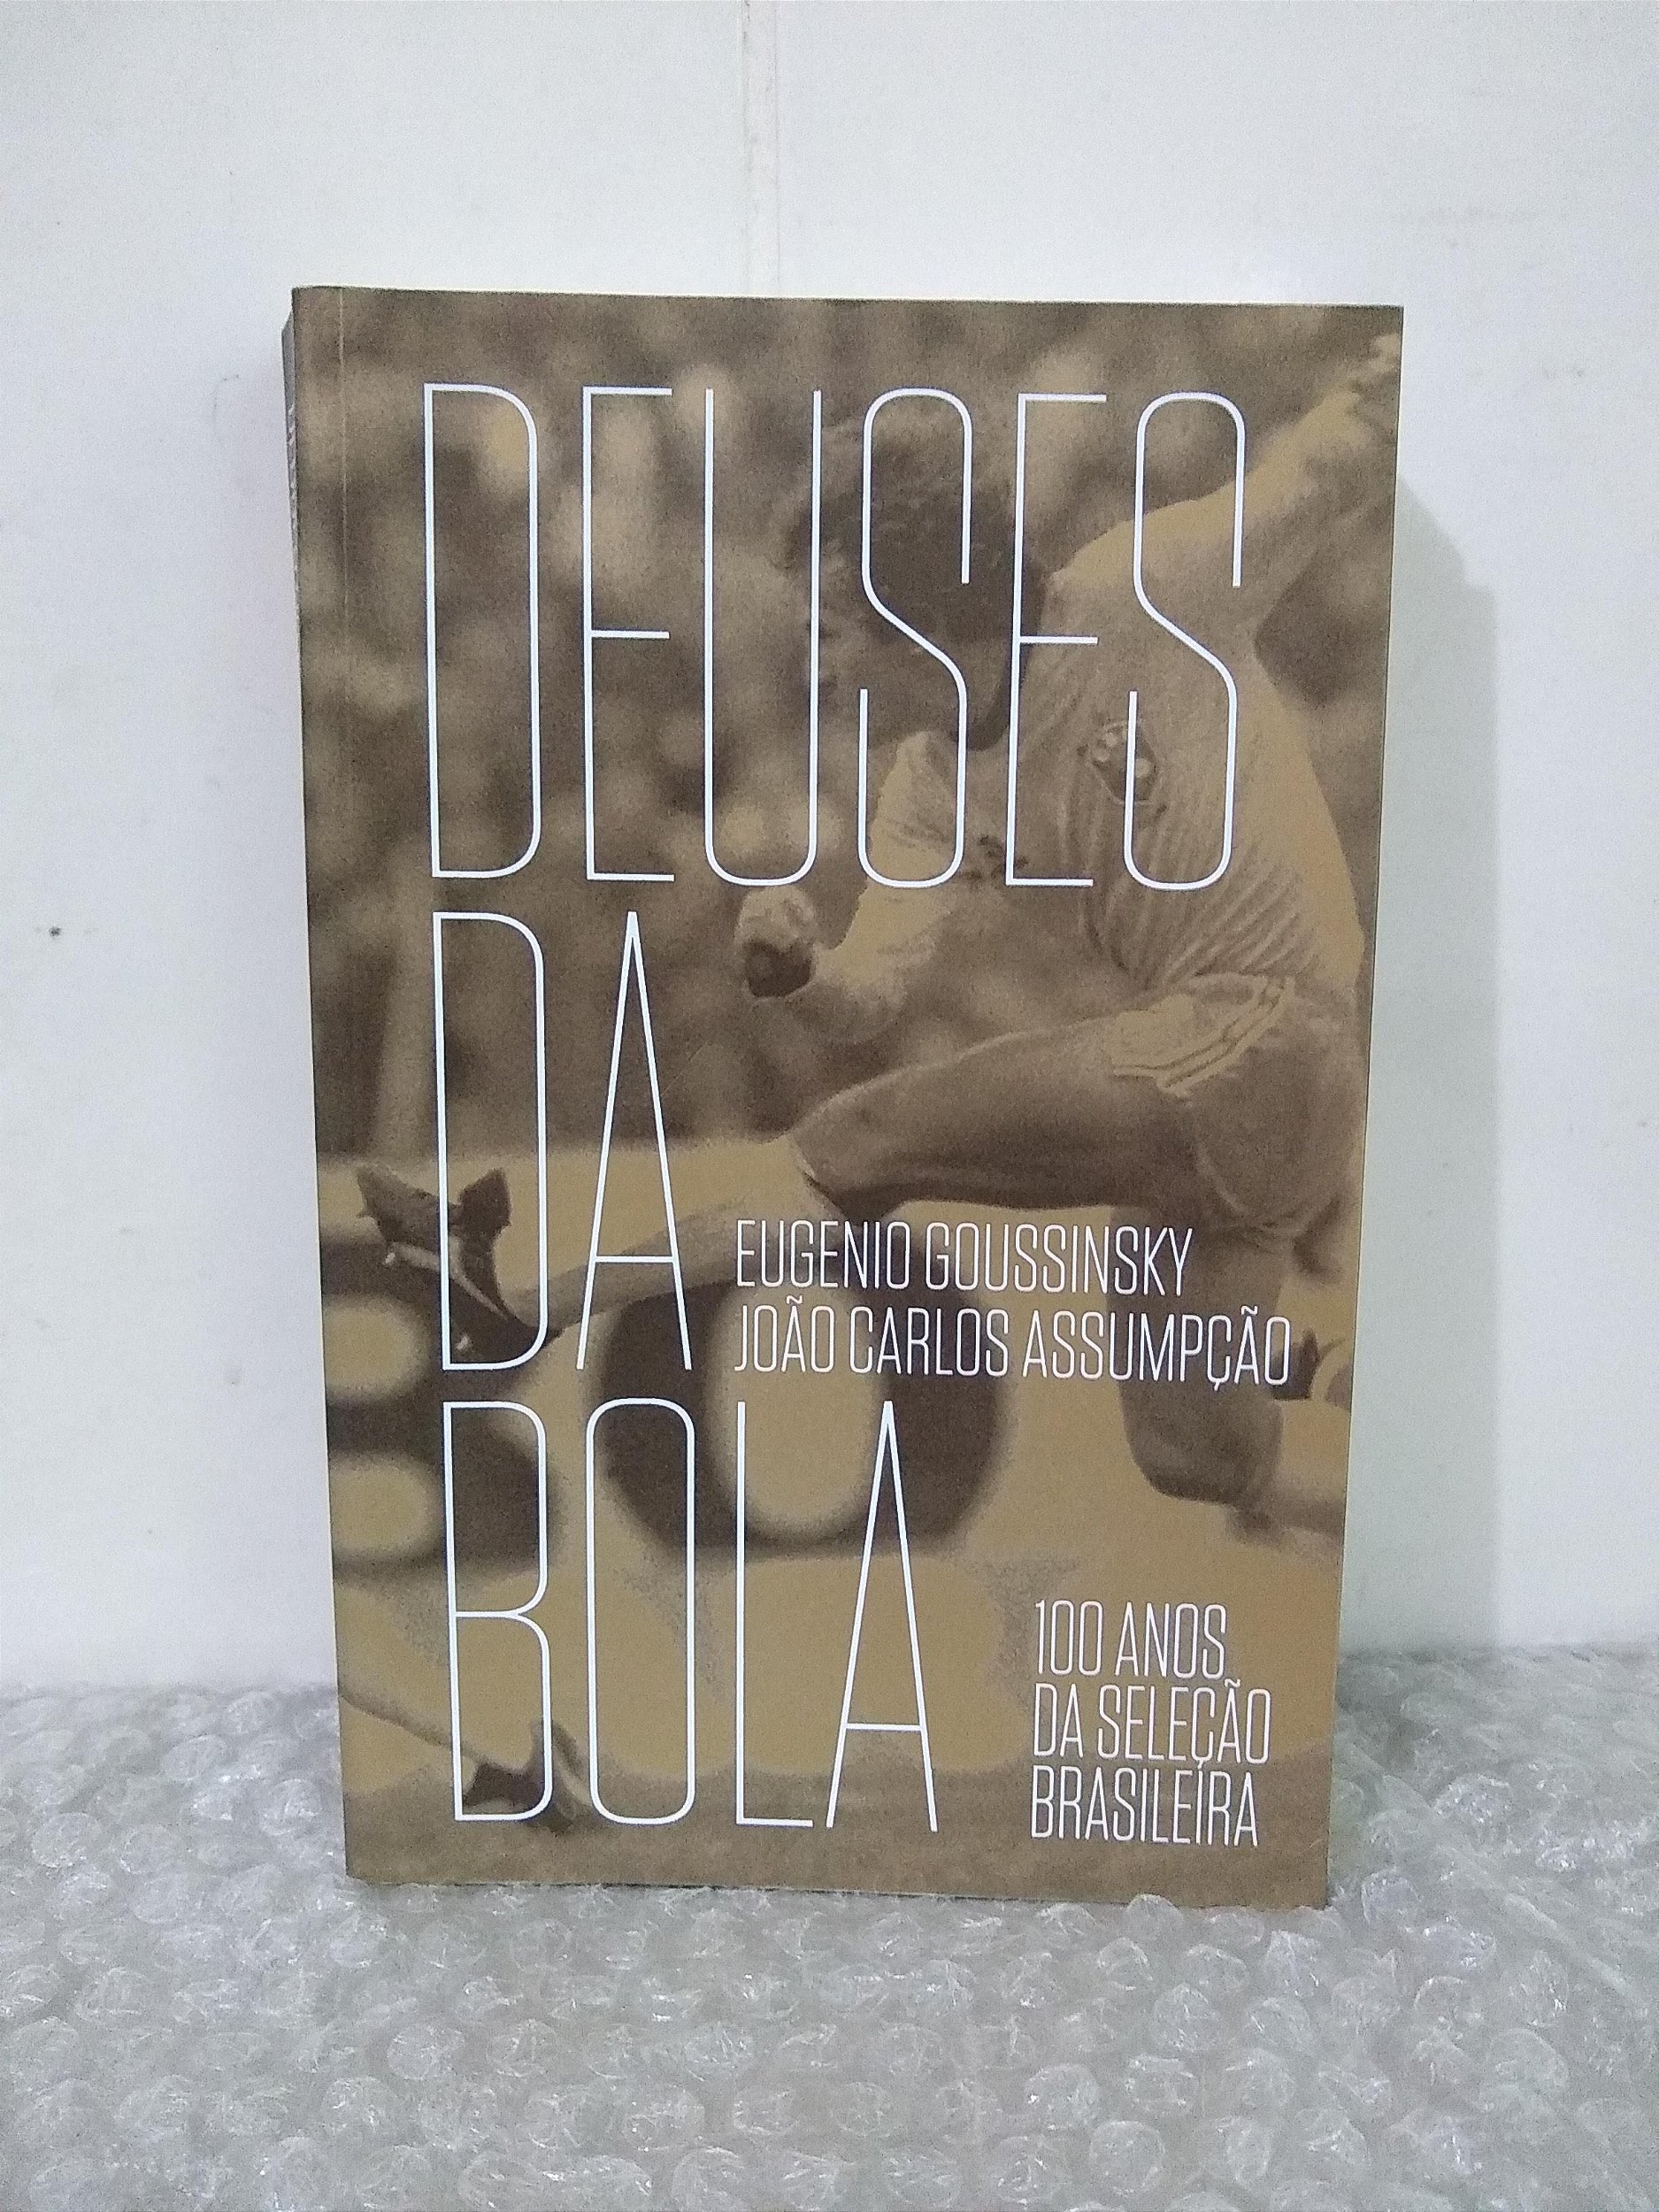 DEUSES
DA
EUGENIO GOUSSINSKY
JOÃO CARLOS ASSUMPÇÃO
BOLA
100 ANOS
DA SELEÇÃO
BRASILEIRA